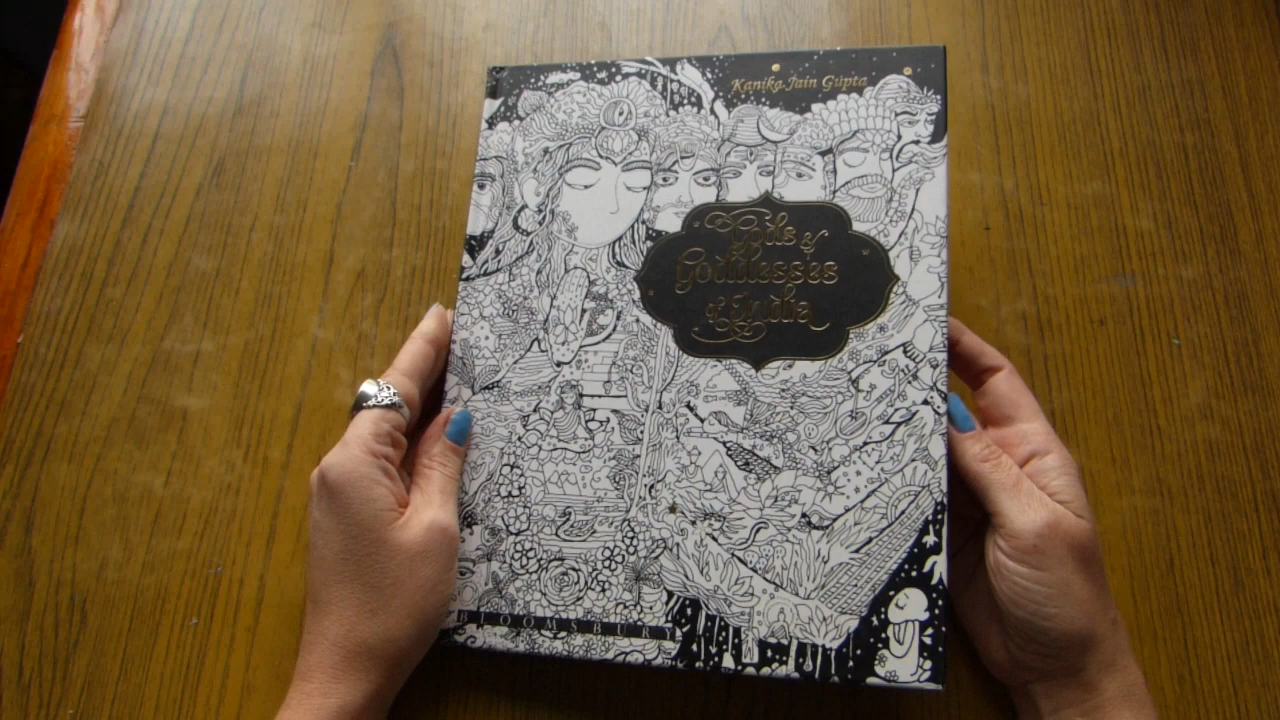 Kanika Jain Gupta
Gods &
Goddesses
of India
BLOOMSBURY